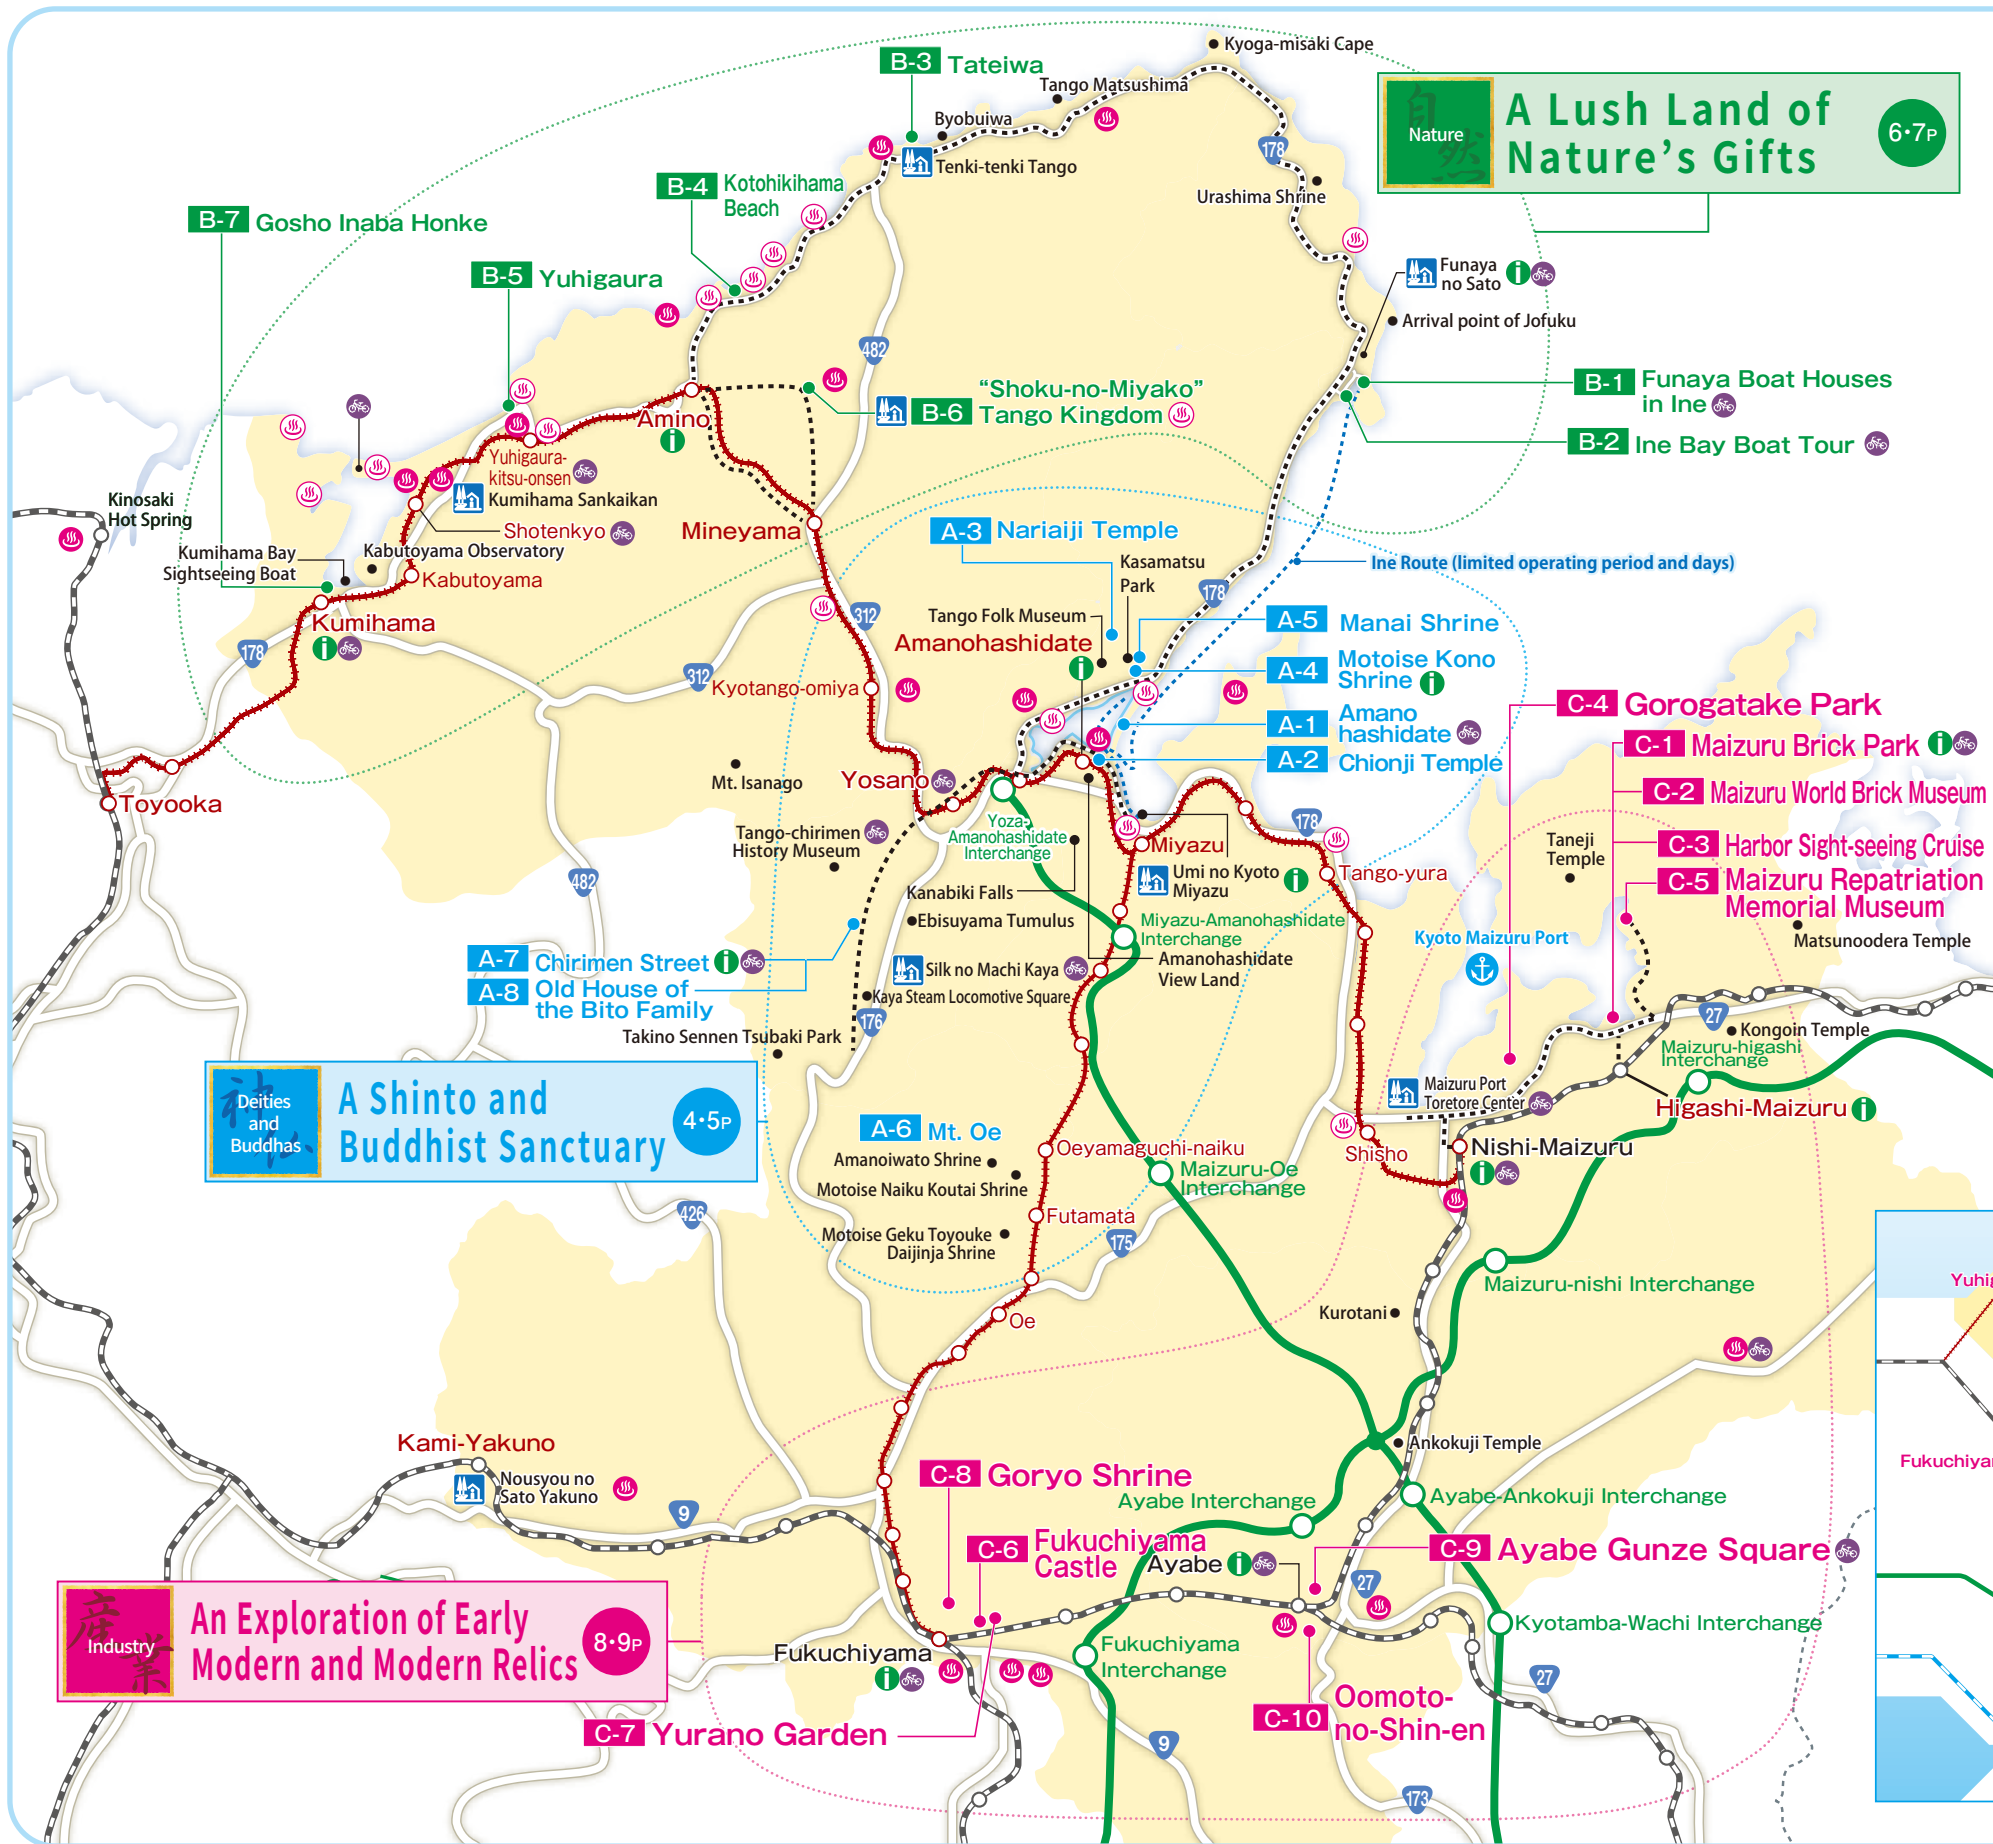 Kyoga-misaki Cape
B-3 Tateiwa
Tango Matsushima
Byobuiwa
Tenki-tenki Tango
自然
Nature
A Lush Land of
Nature's Gifts
6・7P
178
Urashima Shrine
B-4 Kotohikihama
Beach
B-7 Gosho Inaba Honke
B-5 Yuhigaura
Funaya
no Sato
Arrival point of Jofuku
482
"Shoku-no-Miyako"
B-6 Tango Kingdom
B-1 Funaya Boat Houses
in Ine
B-2 Ine Bay Boat Tour
Amino
Yuhigaura-
kitsu-onsen
Kumihama Sankaikan
Kinosaki
Hot Spring
Shotenkyo
Mineyama
A-3 Nariaiji Temple
Kumihama Bay
Sightseeing Boat
Kabutoyama Observatory
Kabutoyama
Kasamatsu
Park
Ine Route (limited operating period and days)
178
Kumihama
178
312
Tango Folk Museum
Amanohashidate
A-5 Manai Shrine
A-4 Motoise Kono
Shrine
312
Kyotango-omiya
A-1 Amano
hashidate
A-2 Chionji Temple
C-4 Gorogatake Park
C-1 Maizuru Brick Park
C-2 Maizuru World Brick Museum
C-3 Harbor Sight-seeing Cruise
C-5 Maizuru Repatriation
Memorial Museum
Mt. Isanago
Yosano
Toyooka
Yoza-
Amanohashidate
Interchange
Tango-chirimen
History Museum
Miyazu
178
Taneji
Temple
482
Kanabiki Falls
Umi no Kyoto
Miyazu
Tango-yura
Ebisuyama Tumulus
Miyazu-Amanohashidate
Interchange
Kyoto Maizuru Port
Matsunoodera Temple
A-7 Chirimen Street
A-8 Old House of
the Bito Family
Silk no Machi Kaya
Amanohashidate
View Land
Kaya Steam Locomotive Square
176
27
Kongoin Temple
Takino Sennen Tsubaki Park
Maizuru-higashi
Interchange
神仏
Deities
and
Buddhas
A Shinto and
Buddhist Sanctuary
4・5P
Maizuru Port
Toretore Center
Higashi-Maizuru
A-6 Mt. Oe
Amanoiwato Shrine
Oeyamaguchi-naiku
Shisho
Nishi-Maizuru
Motoise Naiku Koutai Shrine
Maizuru-Oe
Interchange
426
Futamata
Motoise Geku Toyouke
Daijinja Shrine
175
Maizuru-nishi Interchange
Oe
Kurotani
Yuhig
Kami-Yakuno
Ankokuji Temple
Fukuchiya
Nousyou no
Sato Yakuno
C-8 Goryo Shrine
Ayabe Interchange
Ayabe-Ankokuji Interchange
9
C-6 Fukuchiyama
Castle
Ayabe
C-9 Ayabe Gunze Square
27
産業
Industry
An Exploration of Early
Modern and Modern Relics
8・9P
Kyotamba-Wachi Interchange
Fukuchiyama
Fukuchiyama
Interchange
27
C-7 Yurano Garden
C-10 Oomoto-
no-Shin-en
9
173